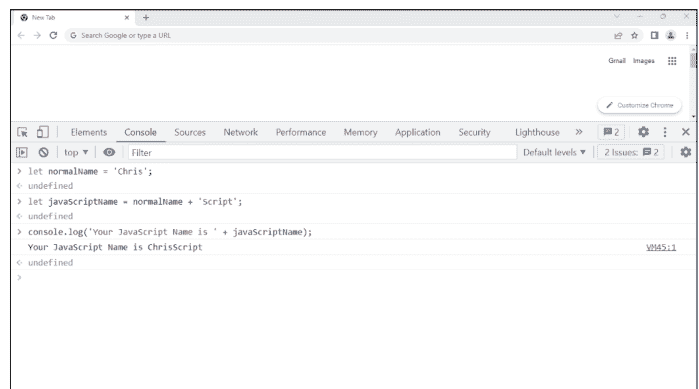 New Tab
Search Google or type a URL
Gmail Images
Customize Chrome
Elements Console Sources Network Performance Memory Application Security Lighthouse » 2
top ▼ Filter Default levels ▼ 2 Issues: 2
> let normalName = 'Chris';
<· undefined
> let javaScriptName = normalName + 'Script';
<· undefined
> console.log('Your JavaScript Name is ' + javaScriptName);
Your JavaScript Name is ChrisScript VM45:1
<· undefined
>